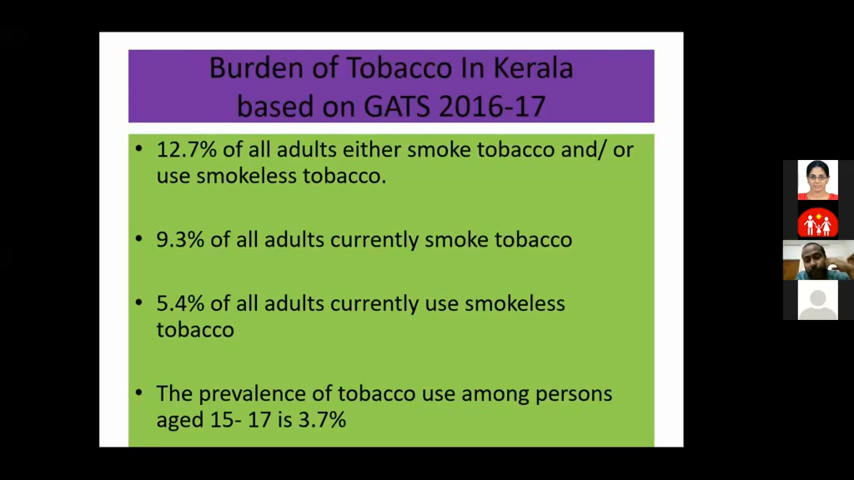 Burden of Tobacco In Kerala
based on GATS 2016-17
• 12.7% of all adults either smoke tobacco and/ or
use smokeless tobacco.
• 9.3% of all adults currently smoke tobacco
• 5.4% of all adults currently use smokeless
tobacco
• The prevalence of tobacco use among persons
aged 15- 17 is 3.7%